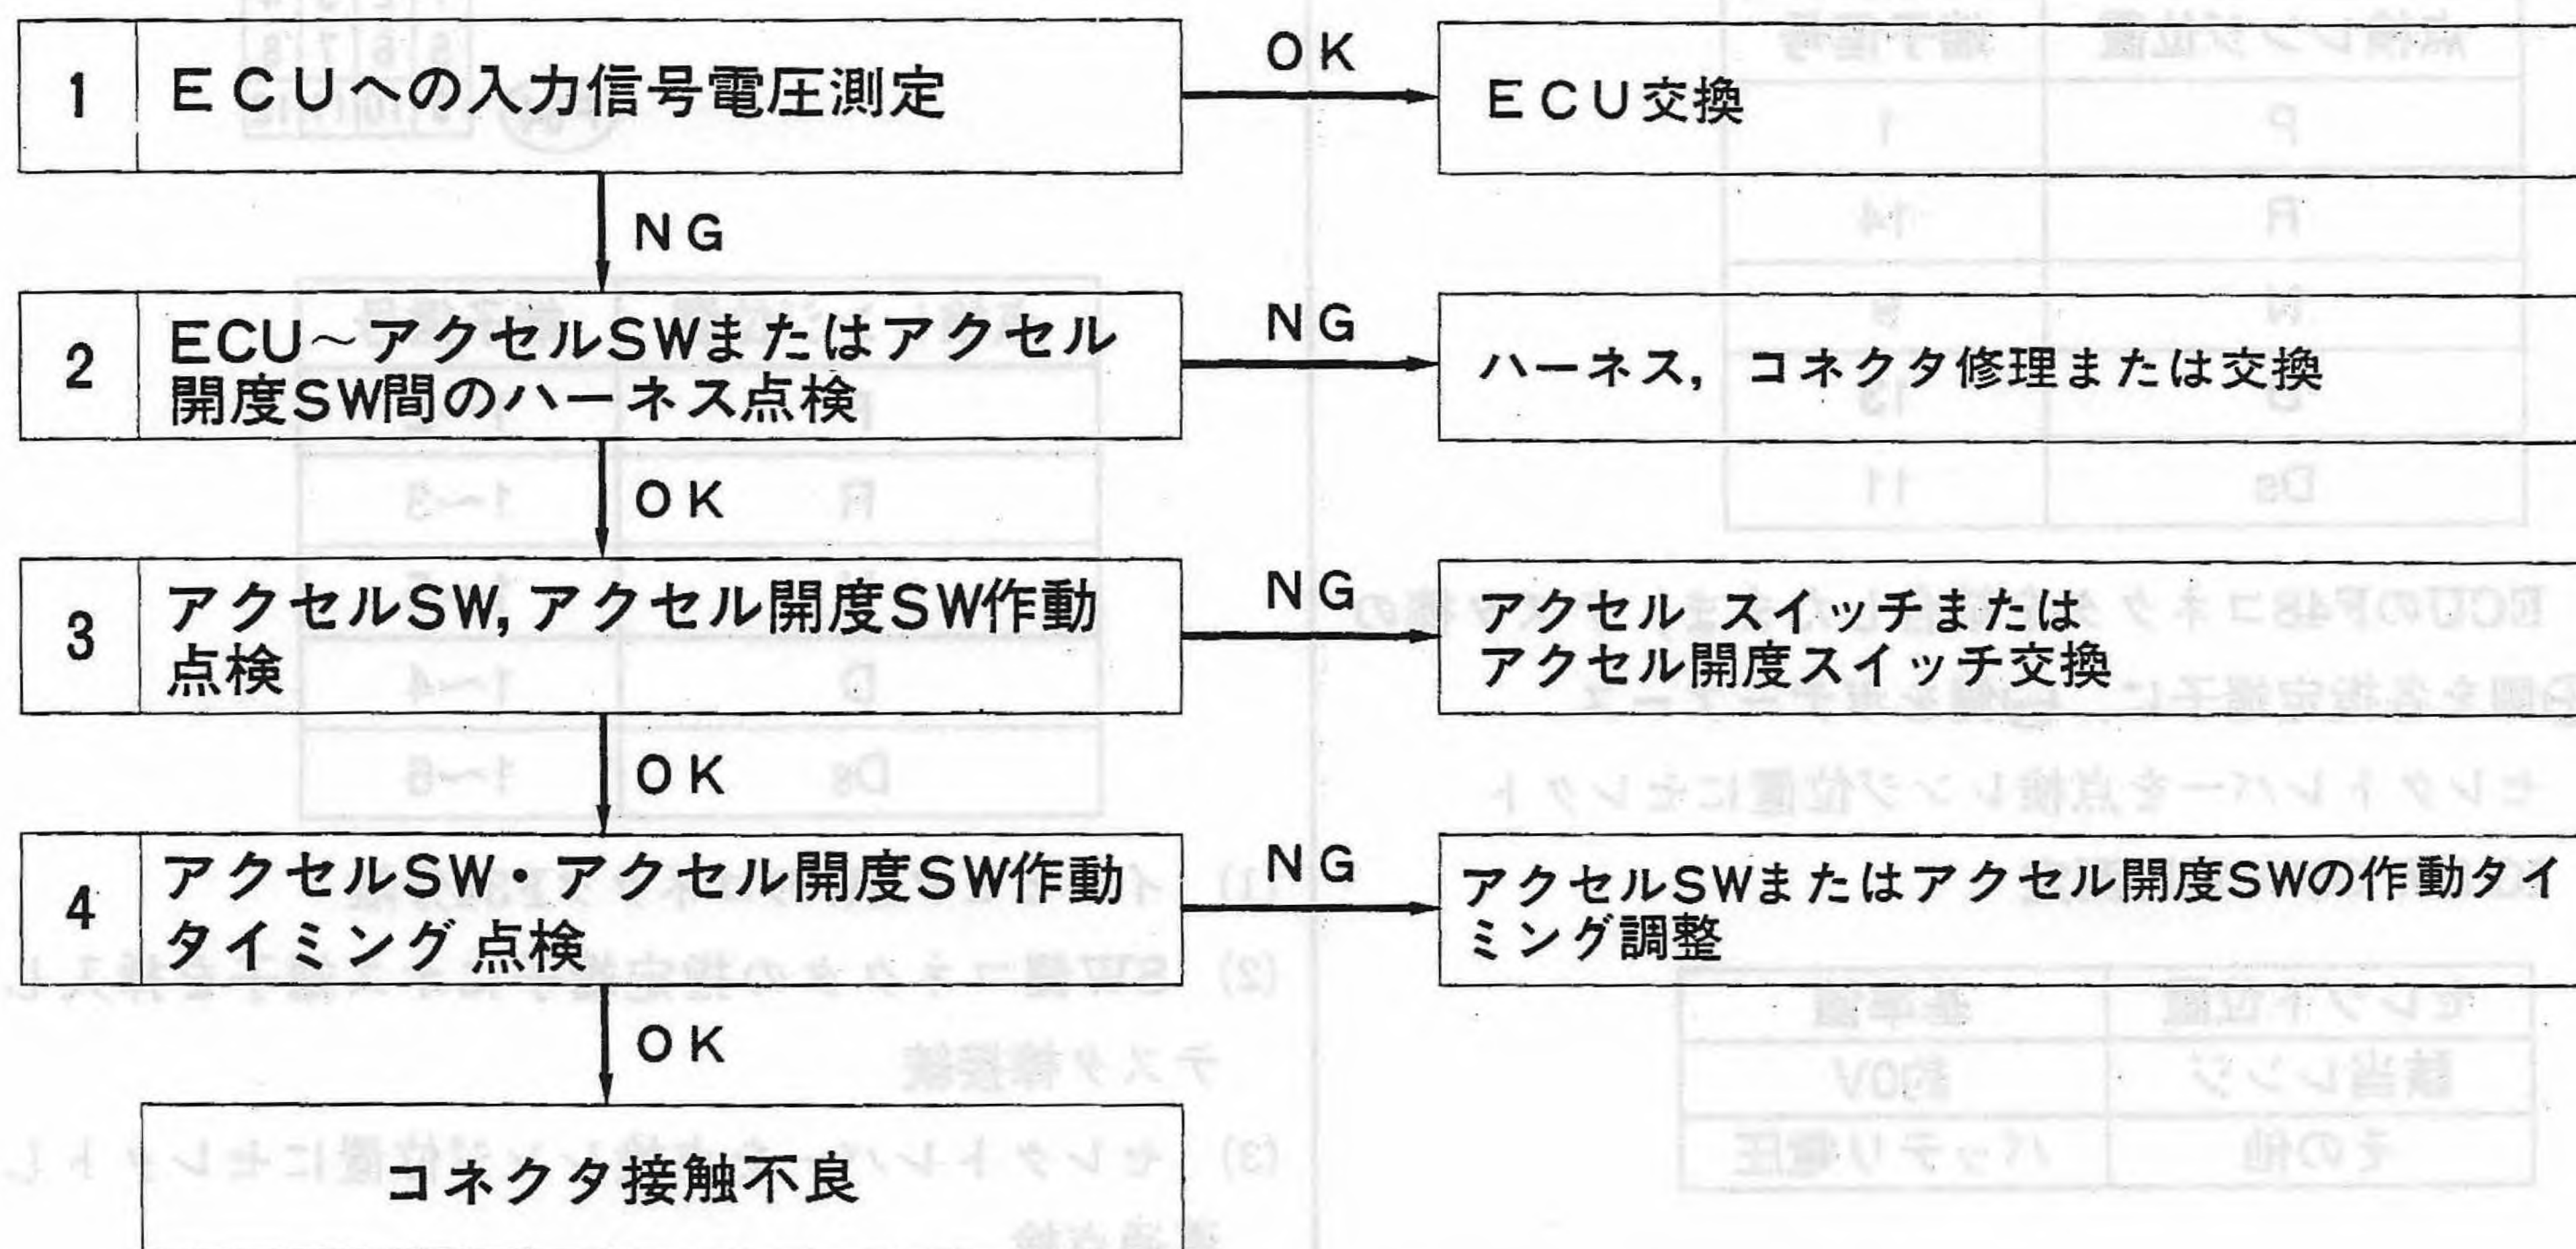 1 ECUへの入力信号電圧測定
OK
ECU交換
NG
2 ECU～アクセルSWまたはアクセル
開度SW間のハーネス点検
NG
ハーネス，コネクタ修理または交換
OK
3 アクセルSW,アクセル開度SW作動
点検
NG
アクセル スイッチまたは
アクセル開度スイッチ交換
OK
4 アクセルSW・アクセル開度SW作動
タイミング点検
NG
アクセルSWまたはアクセル開度SWの作動タイ
ミング調整
OK
コネクタ接触不良